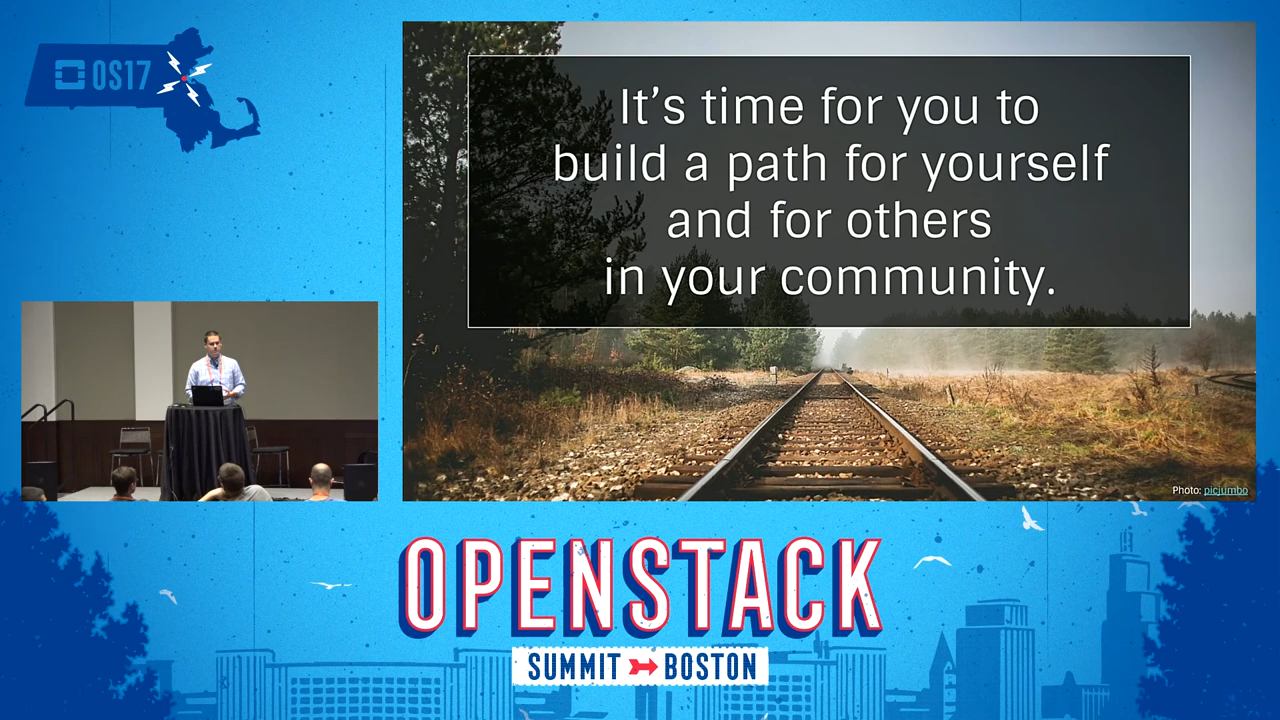 OS17
It's time for you to
build a path for yourself
and for others
in your community.
Photo: picjumbo
OPENSTACK
SUMMIT BOSTON